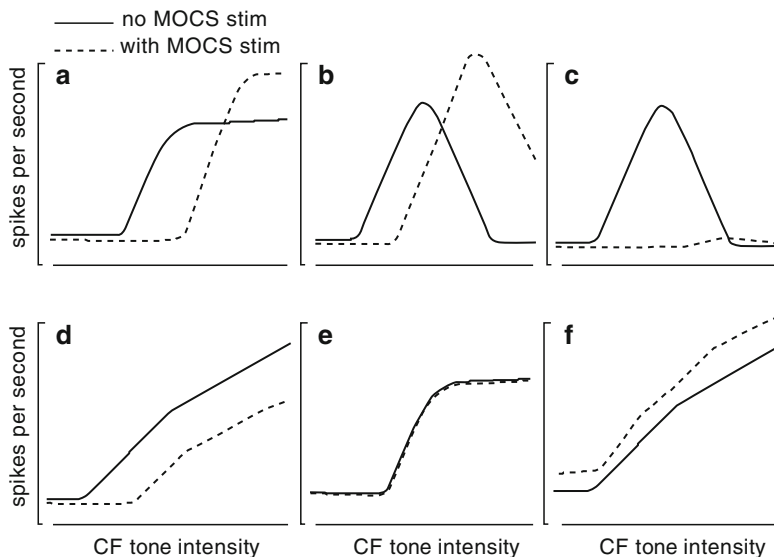 no MOCS stim
with MOCS stim
a
b
c
spikes per second
d
e
f
spikes per second
CF tone intensity
CF tone intensity
CF tone intensity